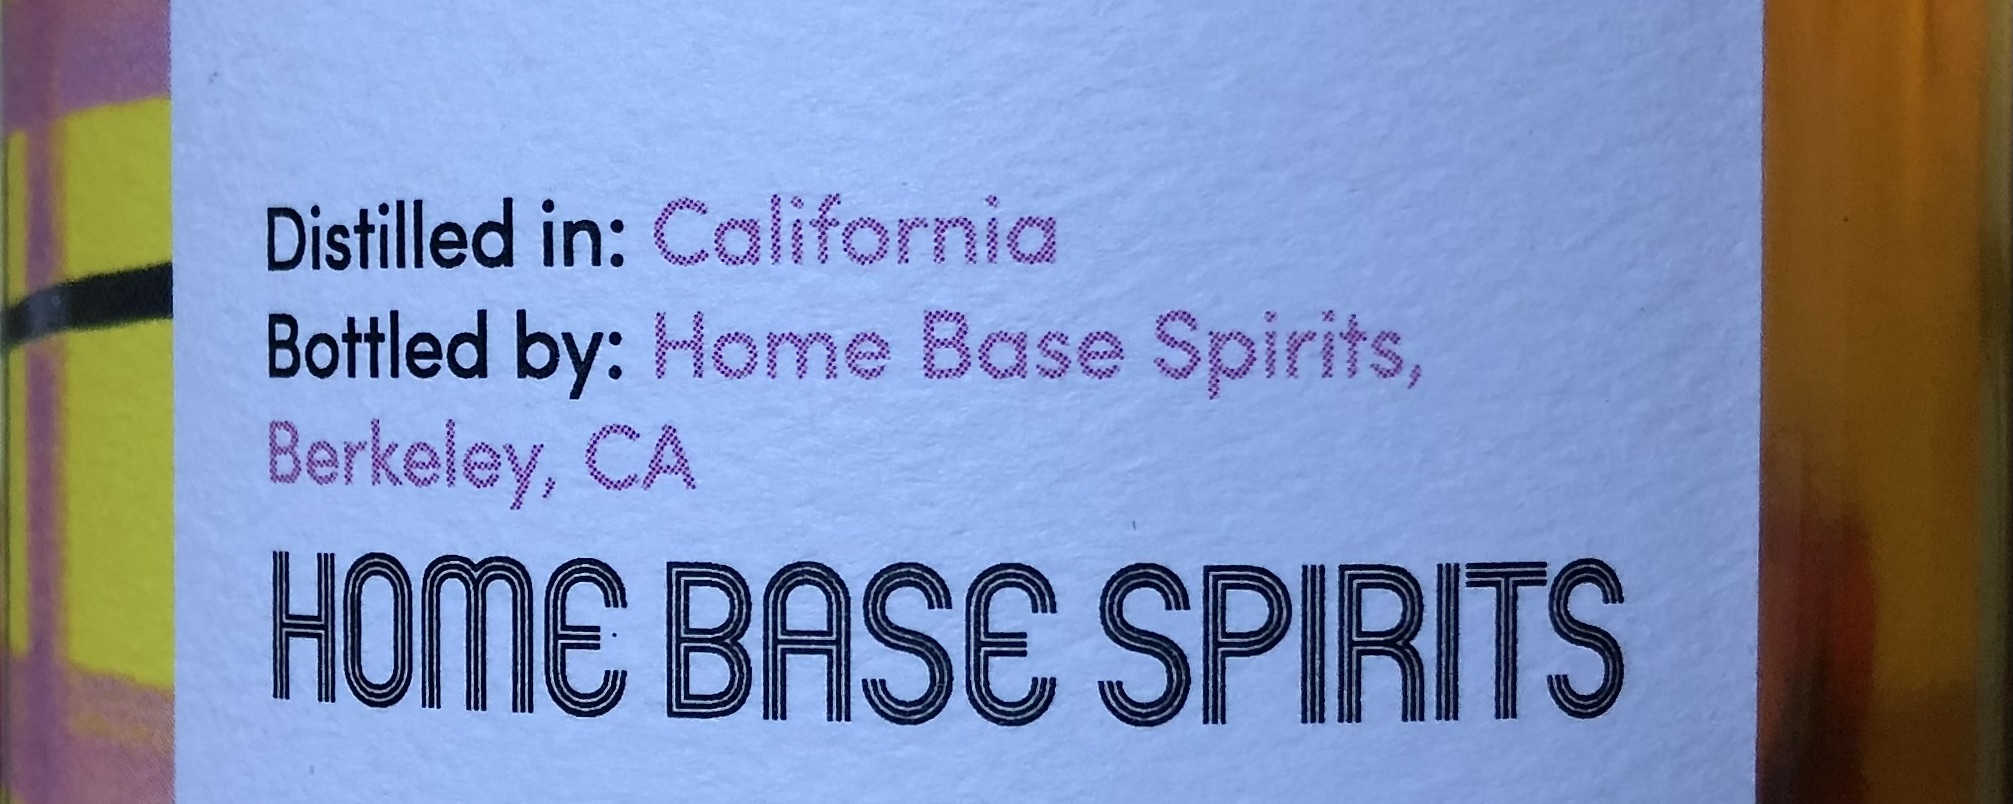 Distilled in: California
Bottled by: Home Base Spirits,
Berkeley, CA
HOME BASE SPIRITS